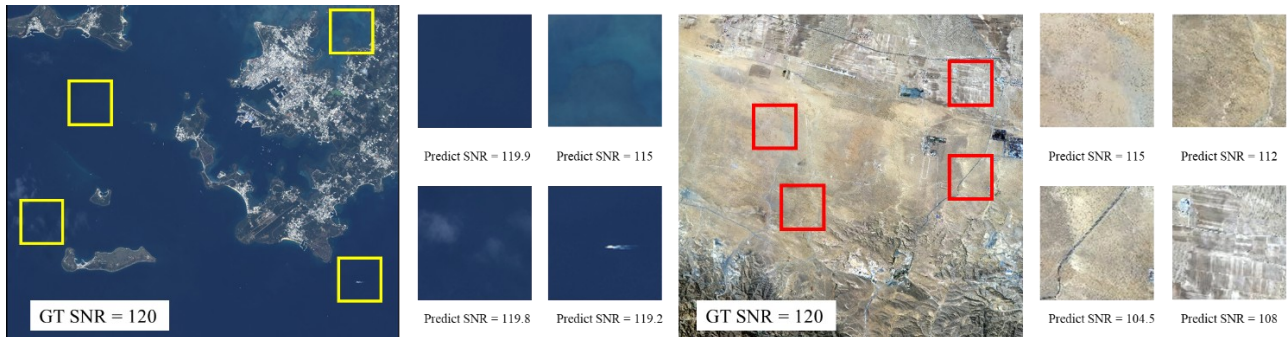 Predict SNR = 119.9
Predict SNR = 115
Predict SNR = 119.8
Predict SNR = 119.2
GT SNR = 120
Predict SNR = 115
Predict SNR = 112
Predict SNR = 104.5
Predict SNR = 108
GT SNR = 120